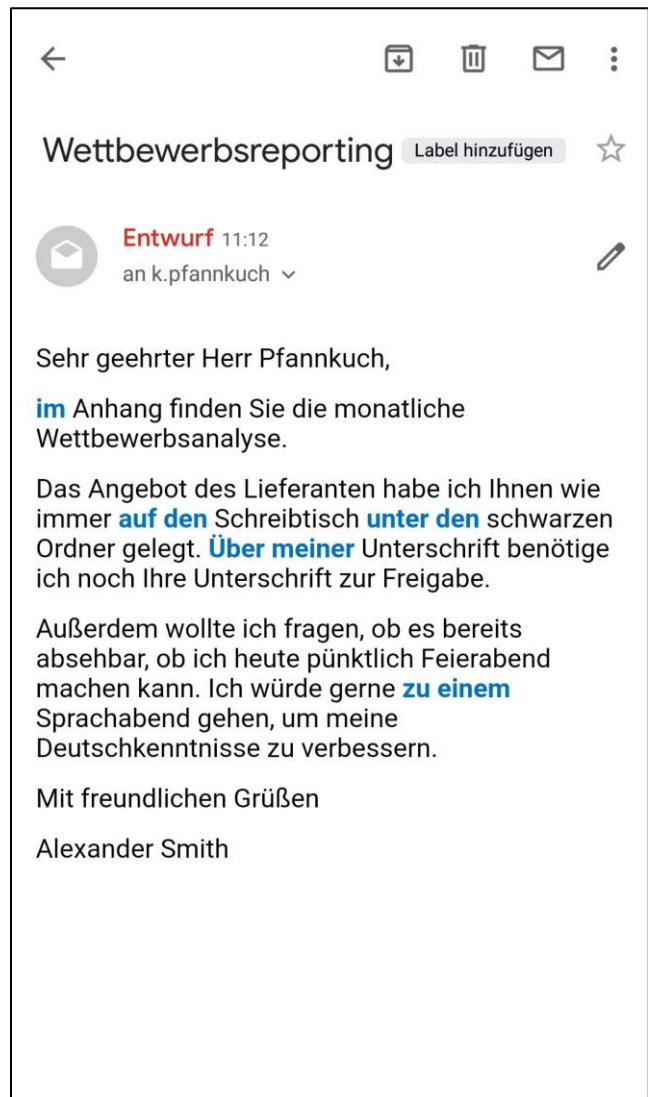 Wettbewerbsreporting Label hinzufügen
Entwurf 11:12
an k.pfannkuch
Sehr geehrter Herr Pfannkuch,
im Anhang finden Sie die monatliche
Wettbewerbsanalyse.
Das Angebot des Lieferanten habe ich Ihnen wie
immer auf den Schreibtisch unter den schwarzen
Ordner gelegt. Über meiner Unterschrift benötige
ich noch Ihre Unterschrift zur Freigabe.
Außerdem wollte ich fragen, ob es bereits
absehbar, ob ich heute pünktlich Feierabend
machen kann. Ich würde gerne zu einem
Sprachabend gehen, um meine
Deutschkenntnisse zu verbessern.
Mit freundlichen Grüßen
Alexander Smith